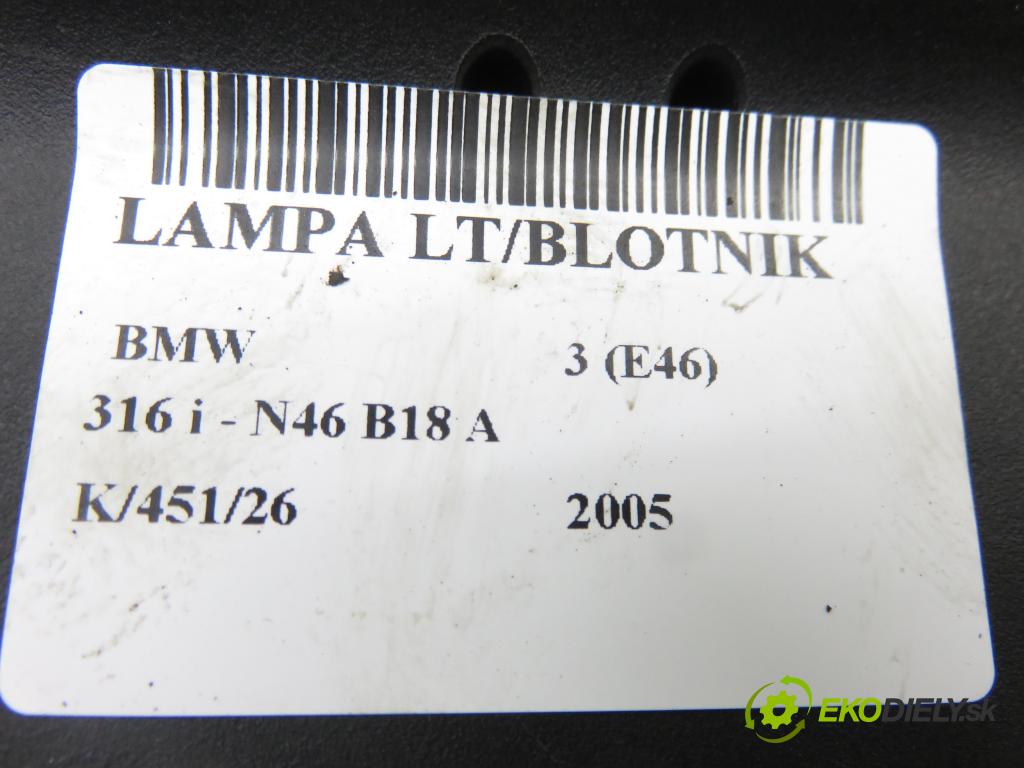 LAMPA LT/BLOTNIK
BMW 3 (E46)
316 i - N46 B18 A
K/451/26 2005
EKODIELY.sk